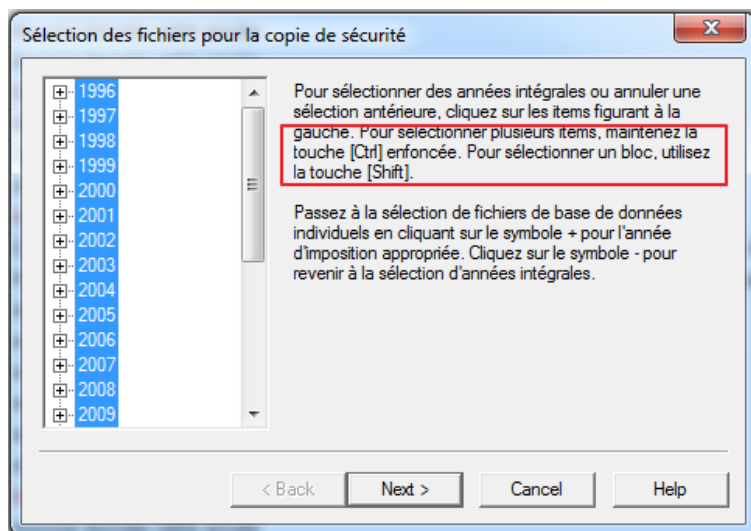 Sélection des fichiers pour la copie de sécurité
1996
1997
1998
1999
2000
2001
2002
2003
2004
2005
2006
2007
2008
2009
Pour sélectionner des années intégrales ou annuler une
sélection antérieure, cliquez sur les items figurant à la
gauche. Pour sélectionner plusieurs items, maintenez la
touche [Ctrl] enfoncée. Pour sélectionner un bloc, utilisez
la touche [Shift].
Passez à la sélection de fichiers de base de données
individuels en cliquant sur le symbole + pour l'année
d'imposition appropriée. Cliquez sur le symbole - pour
revenir à la sélection d'années intégrales.
< Back
Next >
Cancel
Help